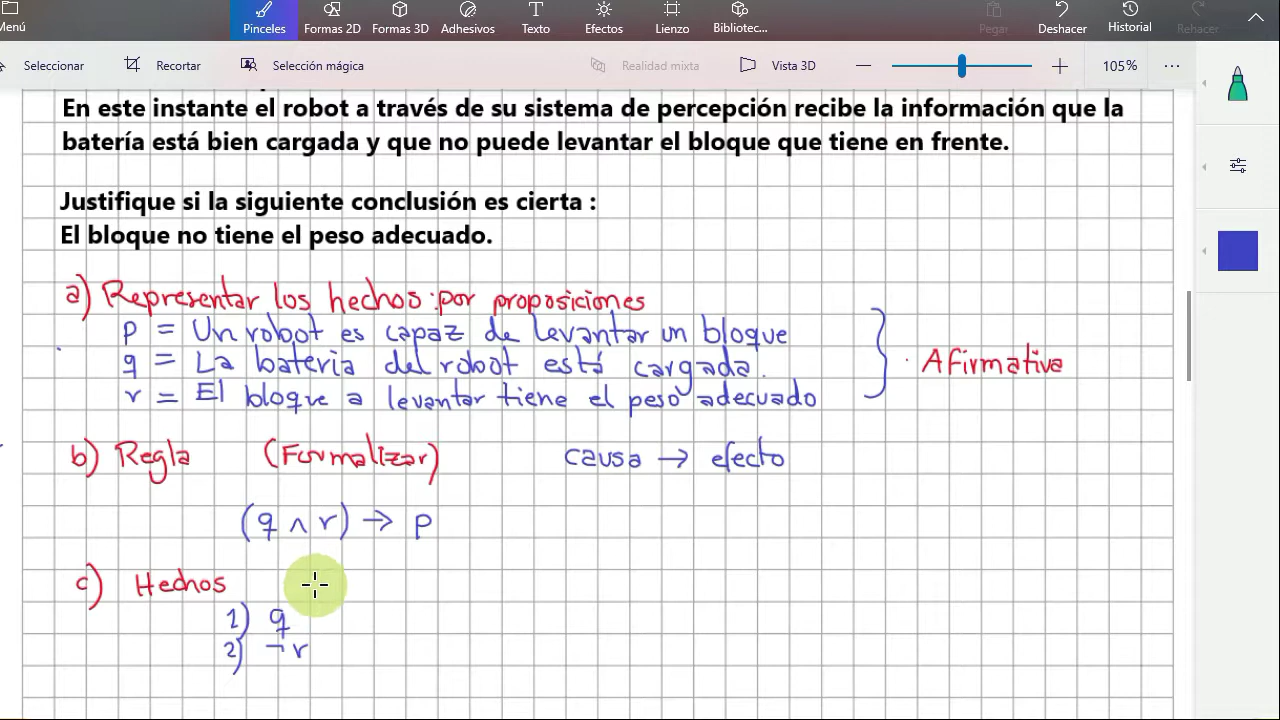 Menú
Pinceles
Formas 2D
Formas 3D
Adhesivos
Texto
Efectos
Lienzo
Bibliotec...
Pegar
Deshacer
Historial
Rehacer
Seleccionar
Recortar
Selección mágica
Realidad mixta
Vista 3D
105%
En este instante el robot a través de su sistema de percepción recibe la información que la
batería está bien cargada y que no puede levantar el bloque que tiene en frente.
Justifique si la siguiente conclusión es cierta :
El bloque no tiene el peso adecuado.
a) Representar los hechos : por proposiciones
p = Un robot es capaz de levantar un bloque
q = La bateria del robot está cargada.
r = El bloque a levantar tiene el peso adecuado
Afirmativa
b) Regla (Formalizar) causa → efecto
(q ∧ r) → p
c) Hechos
1) q
2) ¬ r